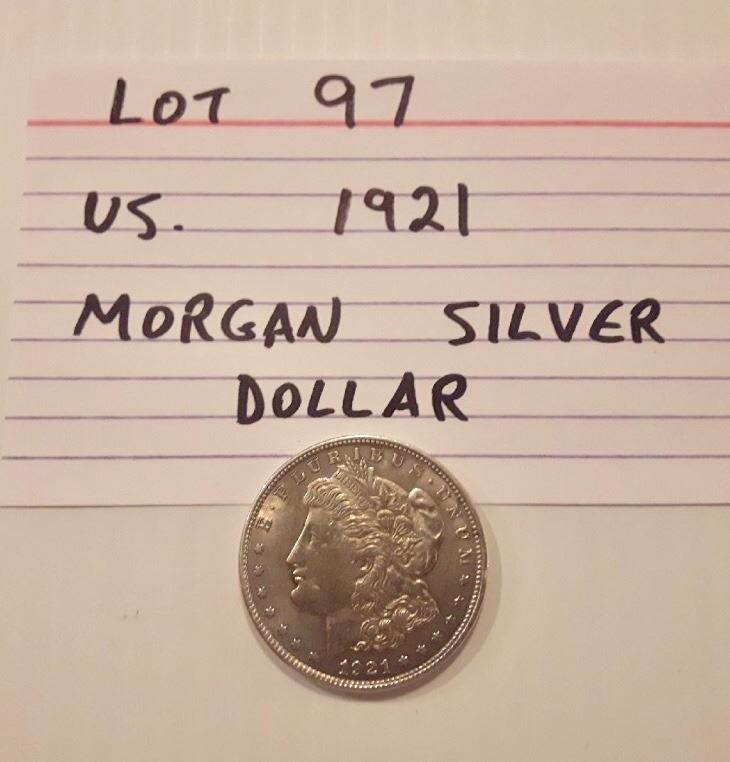 LOT 97
US. 1921
MORGAN SILVER
DOLLAR
E·PLURIBUS·UNUM
1921